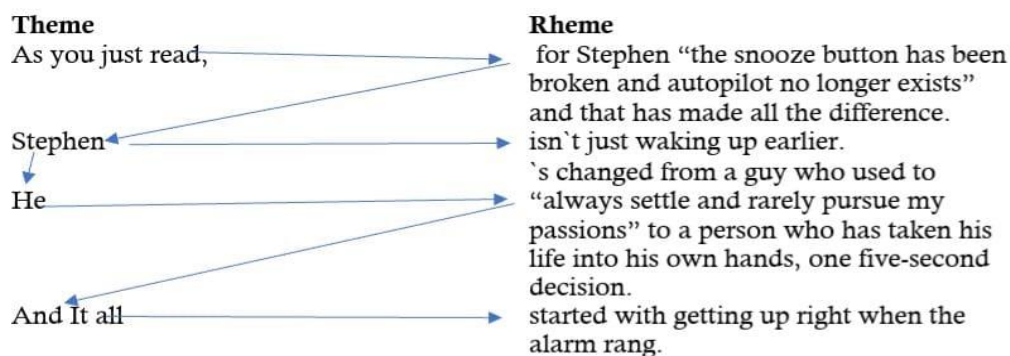 Theme Rheme
As you just read, for Stephen “the snooze button has been
broken and autopilot no longer exists”
and that has made all the difference.
Stephen isn`t just waking up earlier.
`s changed from a guy who used to
He “always settle and rarely pursue my
passions” to a person who has taken his
life into his own hands, one five-second
decision.
And It all started with getting up right when the
alarm rang.